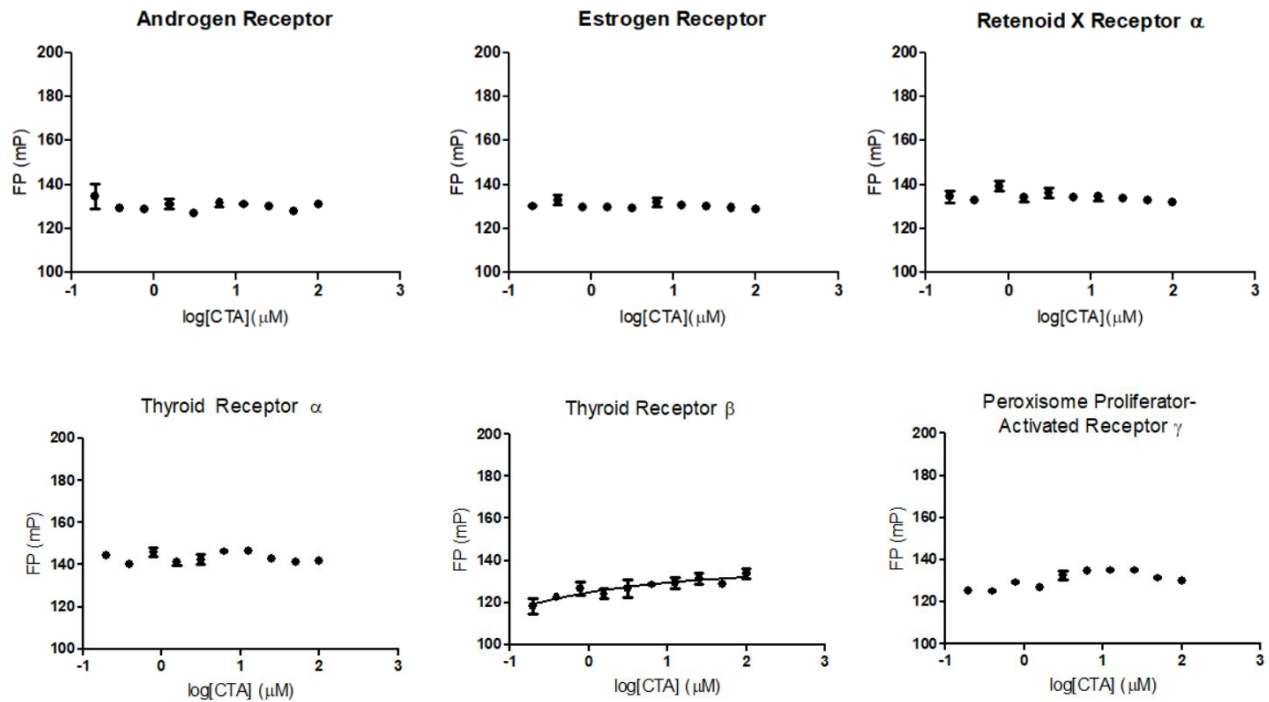 Androgen Receptor
200
180
160
140
120
100
FP (mP)
-1 0 1 2 3
log[CTA](μM)
Estrogen Receptor
200
180
160
140
120
100
FP (mP)
-1 0 1 2 3
log[CTA](μM)
Retenoid X Receptor α
200
180
160
140
120
100
FP (mP)
-1 0 1 2 3
log[CTA](μM)
Thyroid Receptor α
200
180
160
140
120
100
FP (mP)
-1 0 1 2 3
log[CTA] (μM)
Thyroid Receptor β
200
180
160
140
120
100
FP (mP)
-1 0 1 2 3
log[CTA] (μM)
Peroxisome Proliferator-
Activated Receptor γ
200
180
160
140
120
100
FP (mP)
-1 0 1 2 3
log[CTA] (μM)